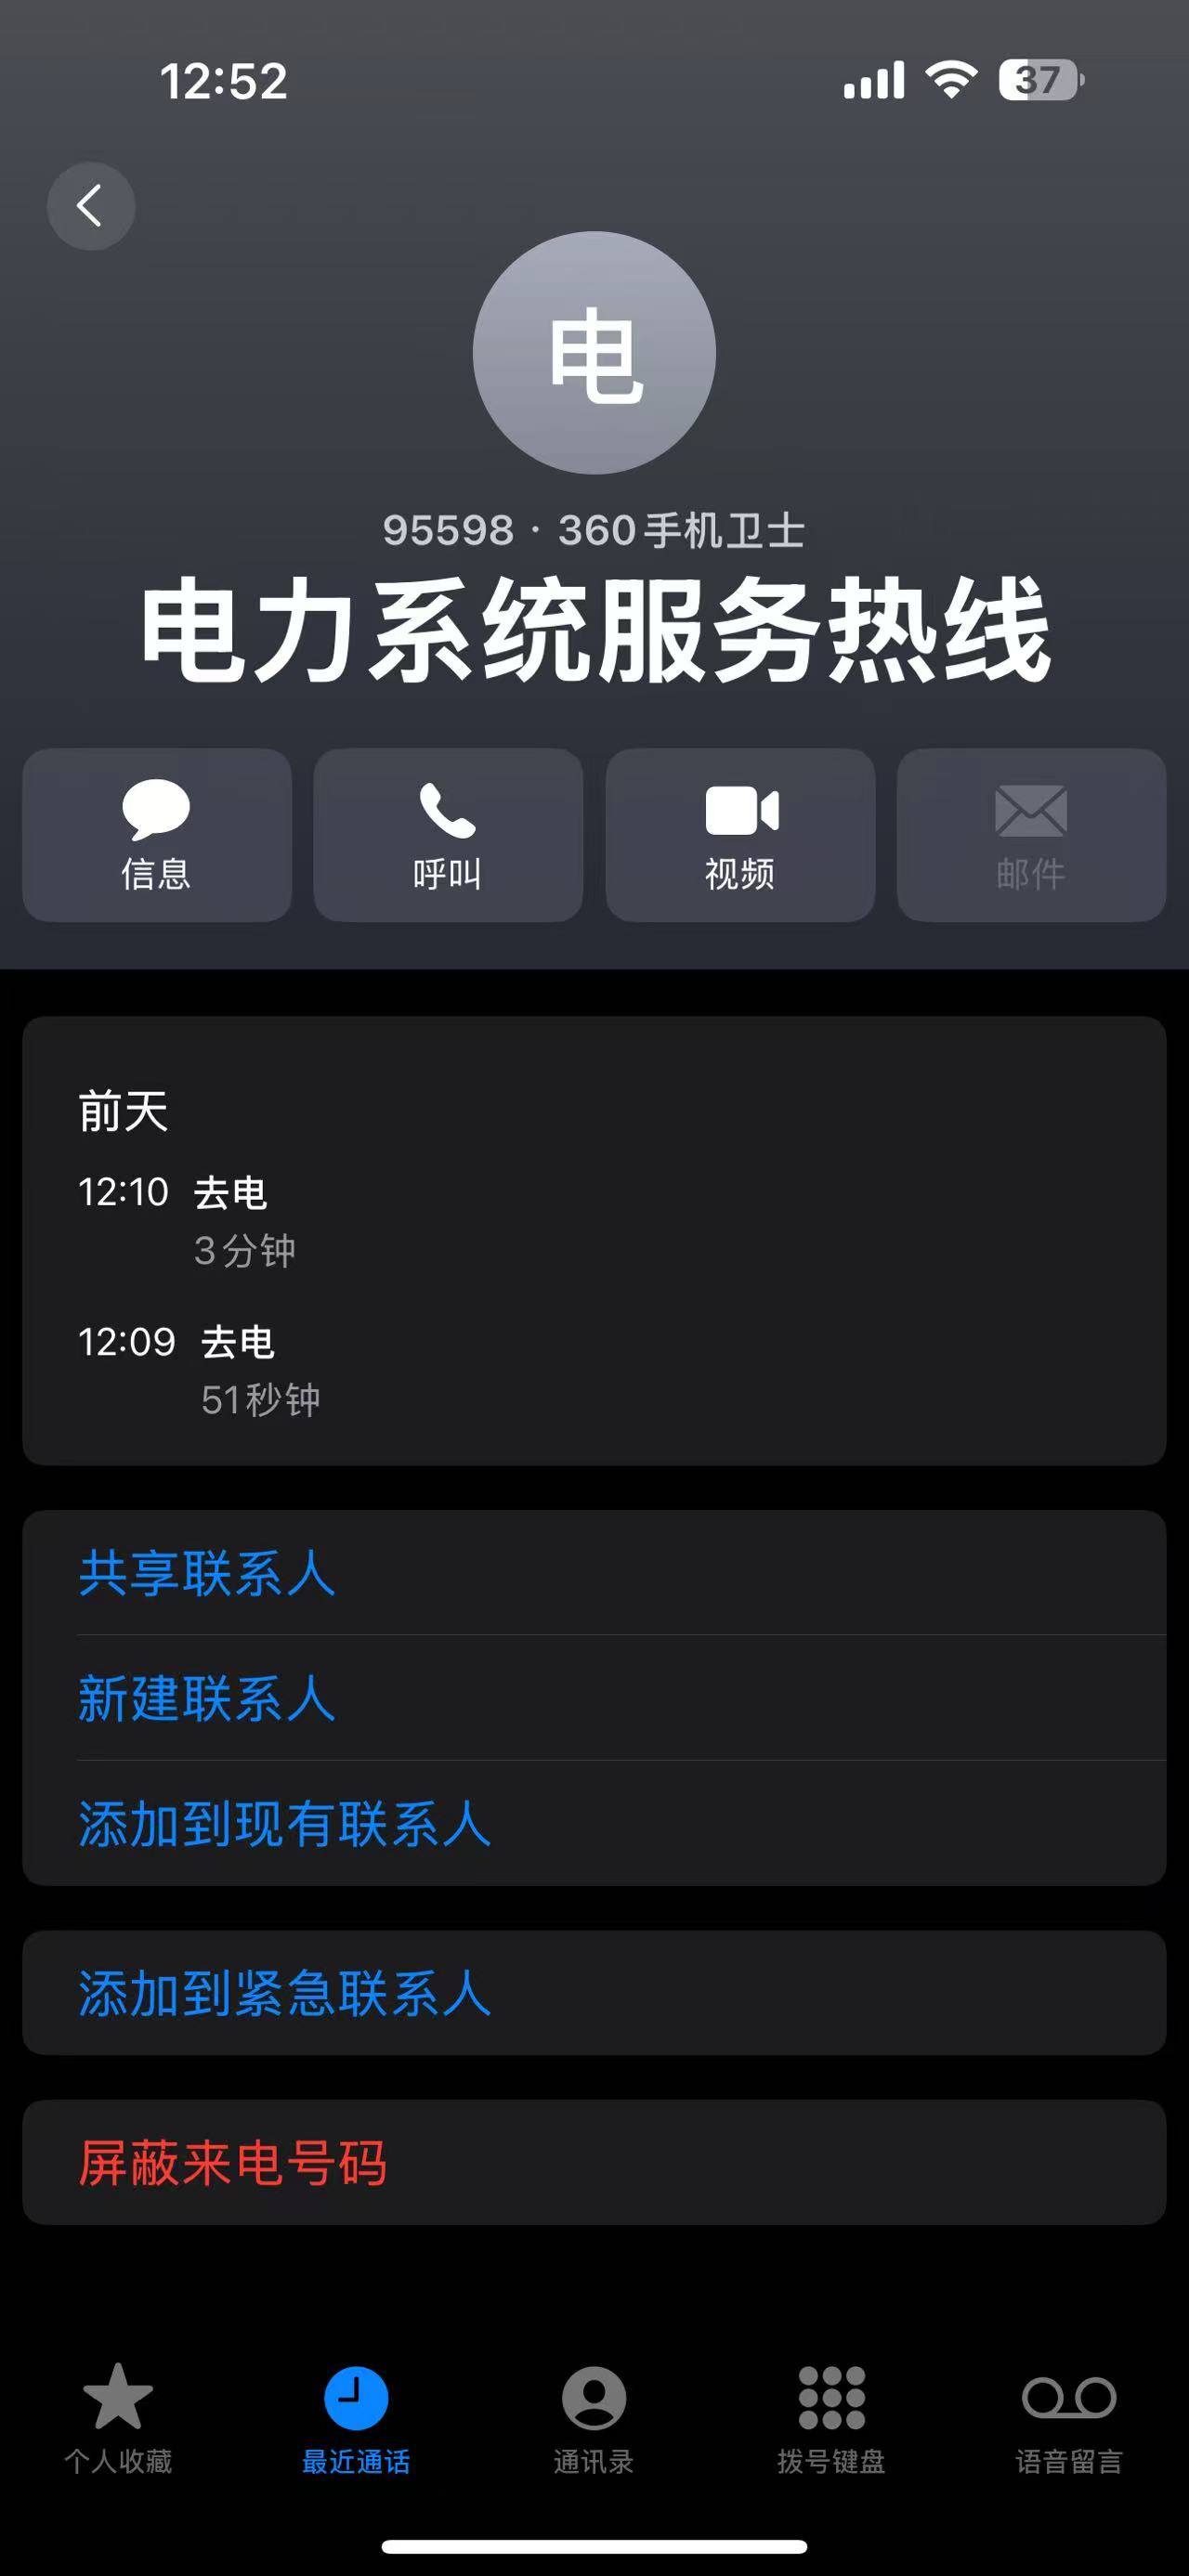 12:52
37
电
95598 · 360手机卫士
电力系统服务热线
信息
呼叫
视频
邮件
前天
12:10 去电
3分钟
12:09 去电
51秒钟
共享联系人
新建联系人
添加到现有联系人
添加到紧急联系人
屏蔽来电号码
个人收藏
最近通话
通讯录
拨号键盘
语音留言